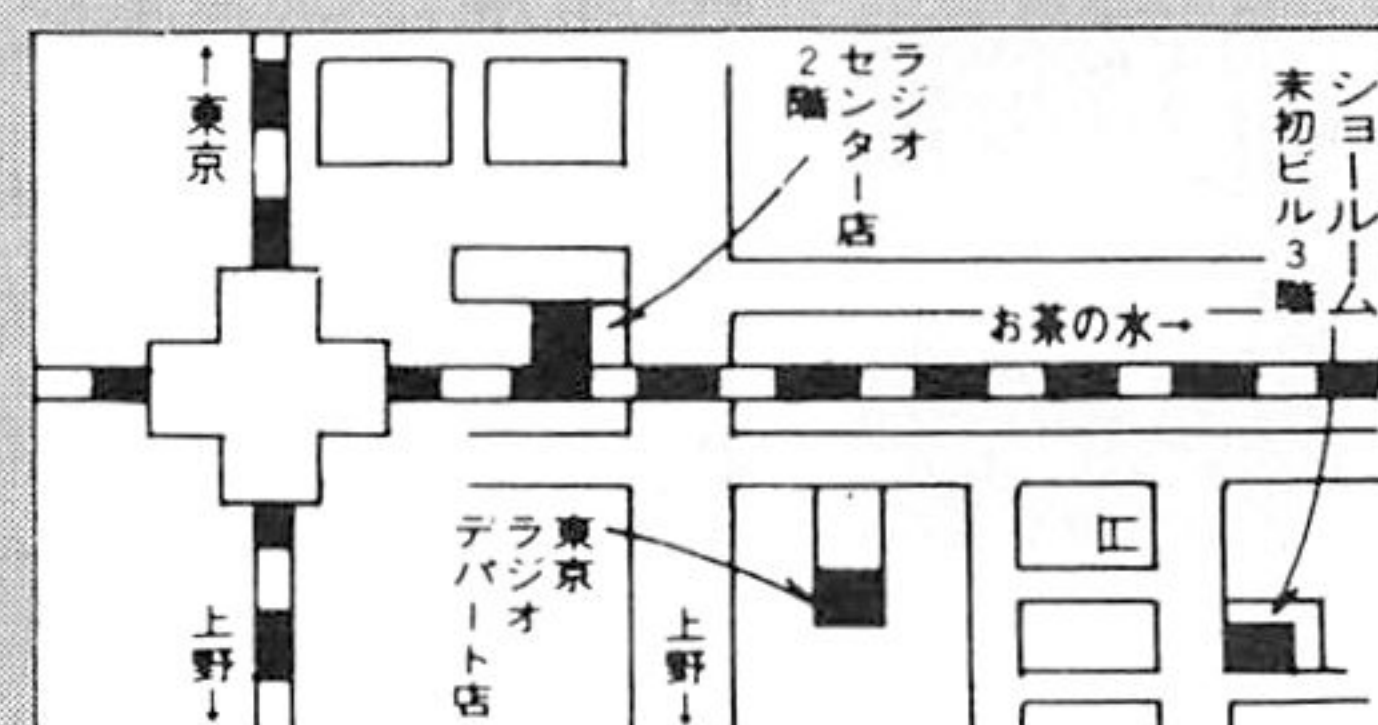 ショールーム
末初ビル3階
ラジオ
センター店
2階
↑東京
お茶の水→
東京
ラジオ
デパート店
上野↓
上野↓